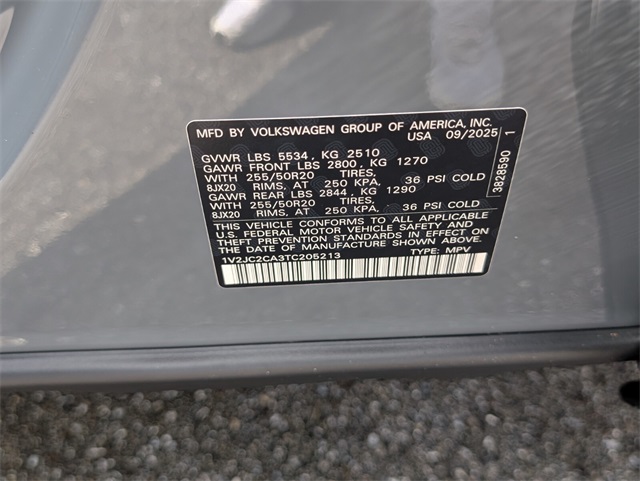 MFD BY VOLKSWAGEN GROUP OF AMERICA, INC.
USA 09/2025
GVWR LBS 5534, KG 2510
GAWR FRONT LBS 2800, KG 1270
WITH 255/50R20 TIRES,
8JX20 RIMS, AT 250 KPA, 36 PSI COLD
GAWR REAR LBS 2844, KG 1290
WITH 255/50R20 TIRES,
8JX20 RIMS, AT 250 KPA, 36 PSI COLD
THIS VEHICLE CONFORMS TO ALL APPLICABLE
U.S. FEDERAL MOTOR VEHICLE SAFETY AND
THEFT PREVENTION STANDARDS IN EFFECT ON
THE DATE OF MANUFACTURE SHOWN ABOVE.
1V2JC2CA3TC205213 TYPE: MPV
3828590 1